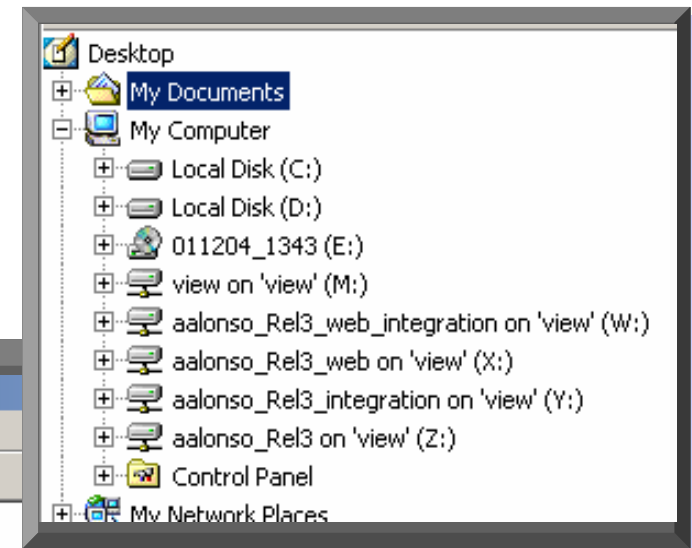 Desktop
My Documents
My Computer
Local Disk (C:)
Local Disk (D:)
011204_1343 (E:)
view on 'view' (M:)
aalonso_Rel3_web_integration on 'view' (W:)
aalonso_Rel3_web on 'view' (X:)
aalonso_Rel3_integration on 'view' (Y:)
aalonso_Rel3 on 'view' (Z:)
Control Panel
My Network Places